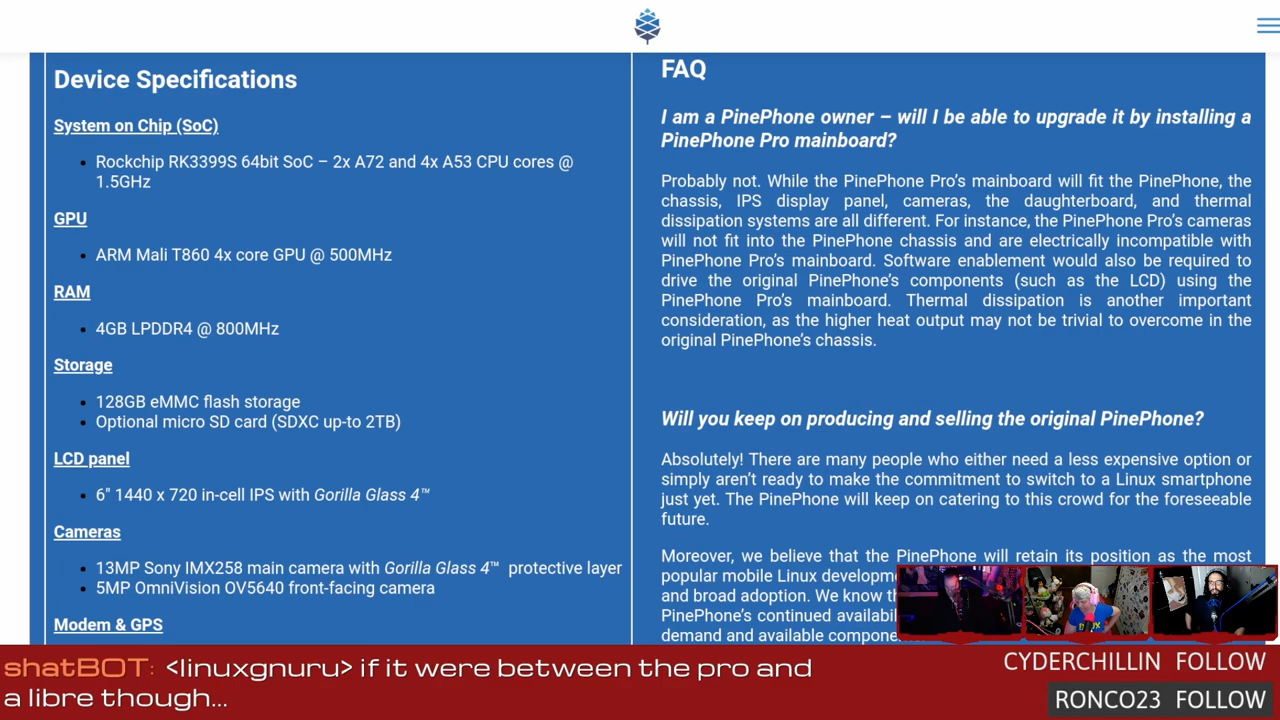 Device Specifications
System on Chip (SoC)
Rockchip RK3399S 64bit SoC – 2x A72 and 4x A53 CPU cores @
1.5GHz
GPU
ARM Mali T860 4x core GPU @ 500MHz
RAM
4GB LPDDR4 @ 800MHz
Storage
128GB eMMC flash storage
Optional micro SD card (SDXC up-to 2TB)
LCD panel
6" 1440 x 720 in-cell IPS with Gorilla Glass 4™
Cameras
13MP Sony IMX258 main camera with Gorilla Glass 4™ protective layer
5MP OmniVision OV5640 front-facing camera
Modem & GPS
FAQ
I am a PinePhone owner – will I be able to upgrade it by installing a
PinePhone Pro mainboard?
Probably not. While the PinePhone Pro’s mainboard will fit the PinePhone, the
chassis, IPS display panel, cameras, the daughterboard, and thermal
dissipation systems are all different. For instance, the PinePhone Pro’s cameras
will not fit into the PinePhone chassis and are electrically incompatible with
PinePhone Pro’s mainboard. Software enablement would also be required to
drive the original PinePhone’s components (such as the LCD) using the
PinePhone Pro’s mainboard. Thermal dissipation is another important
consideration, as the higher heat output may not be trivial to overcome in the
original PinePhone’s chassis.
Will you keep on producing and selling the original PinePhone?
Absolutely! There are many people who either need a less expensive option or
simply aren’t ready to make the commitment to switch to a Linux smartphone
just yet. The PinePhone will keep on catering to this crowd for the foreseeable
future.
Moreover, we believe that the PinePhone will retain its position as the most
popular mobile Linux developme
and broad adoption. We know th
PinePhone’s continued availabil
demand and available compone
shatBOT: <linuxgnuru> if it were between the pro and
a libre though...
CYDERCHILLIN FOLLOW
RONCO23 FOLLOW